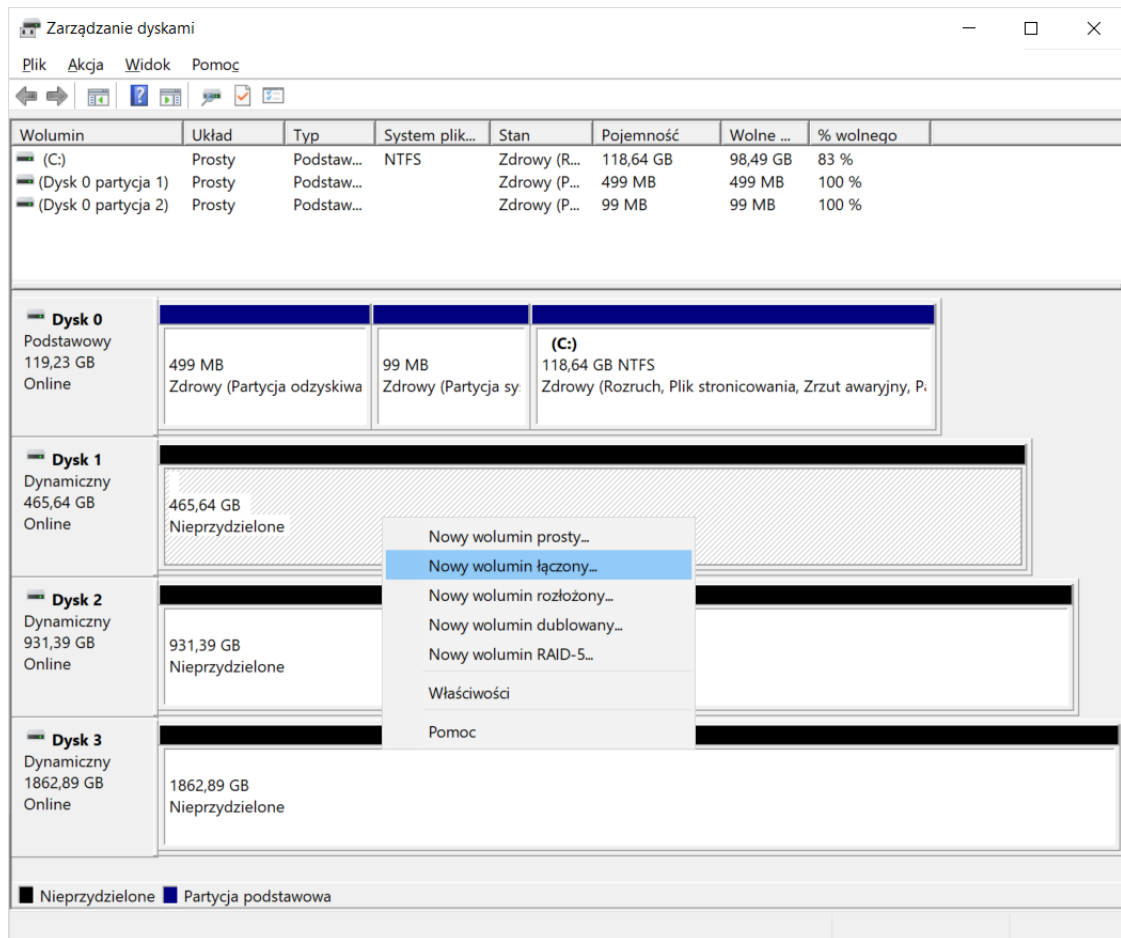 Zarządzanie dyskami
Plik Akcja Widok Pomoc
Wolumin Układ Typ System plik... Stan Pojemność Wolne ... % wolnego
(C:) Prosty Podstaw... NTFS Zdrowy (R... 118,64 GB 98,49 GB 83 %
(Dysk 0 partycja 1) Prosty Podstaw... Zdrowy (P... 499 MB 499 MB 100 %
(Dysk 0 partycja 2) Prosty Podstaw... Zdrowy (P... 99 MB 99 MB 100 %
Dysk 0
Podstawowy
119,23 GB
Online
499 MB
Zdrowy (Partycja odzyskiwa
99 MB
Zdrowy (Partycja sy
(C:)
118,64 GB NTFS
Zdrowy (Rozruch, Plik stronicowania, Zrzut awaryjny, Pa
Dysk 1
Dynamiczny
465,64 GB
Online
465,64 GB
Nieprzydzielone
Nowy wolumin prosty...
Nowy wolumin łączony...
Nowy wolumin rozłożony...
Nowy wolumin dublowany...
Nowy wolumin RAID-5...
Właściwości
Pomoc
Dysk 2
Dynamiczny
931,39 GB
Online
931,39 GB
Nieprzydzielone
Dysk 3
Dynamiczny
1862,89 GB
Online
1862,89 GB
Nieprzydzielone
Nieprzydzielone Partycja podstawowa